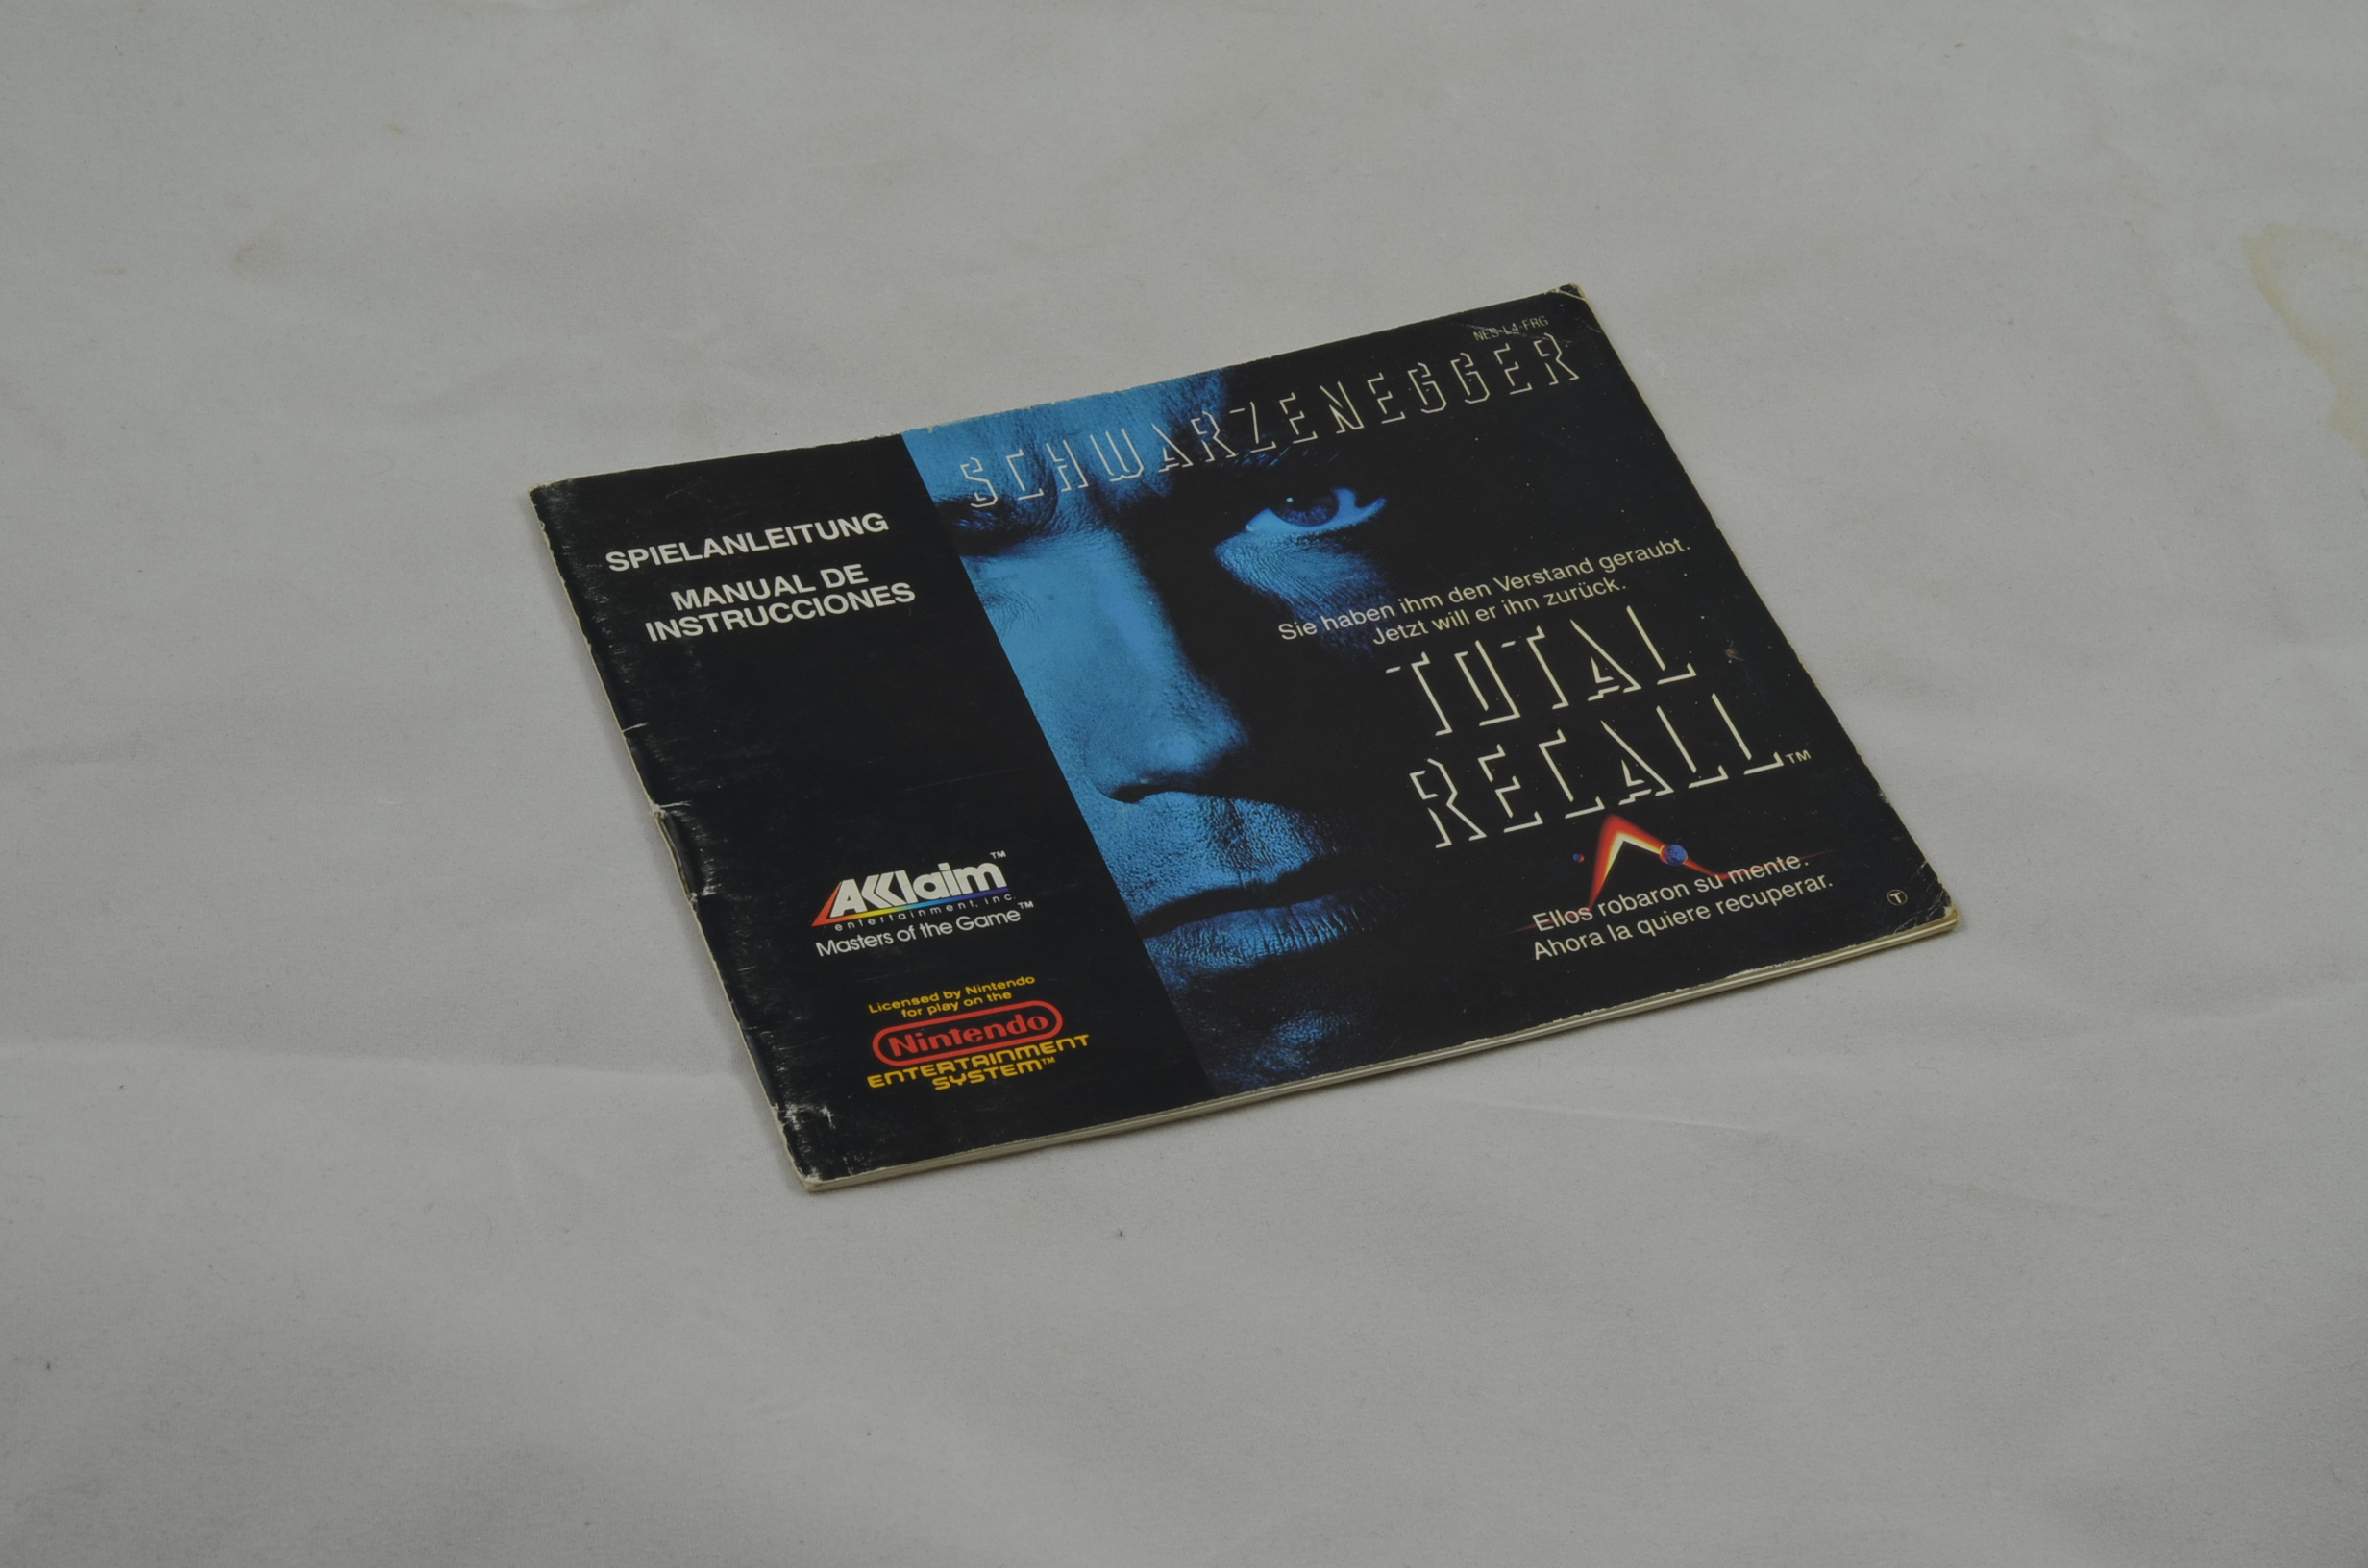 SPIELANLEITUNG
MANUAL DE
INSTRUCCIONES
AKKlaim™
entertainment, inc.
Masters of the Game™
Licensed by Nintendo
for play on the
Nintendo
ENTERTAINMENT
SYSTEM™
NES-L4-FRG
SCHWARZENEGGER
Sie haben ihm den Verstand geraubt.
Jetzt will er ihn zurück.
TOTAL
RECALL™
Ellos robaron su mente.
Ahora la quiere recuperar.
T